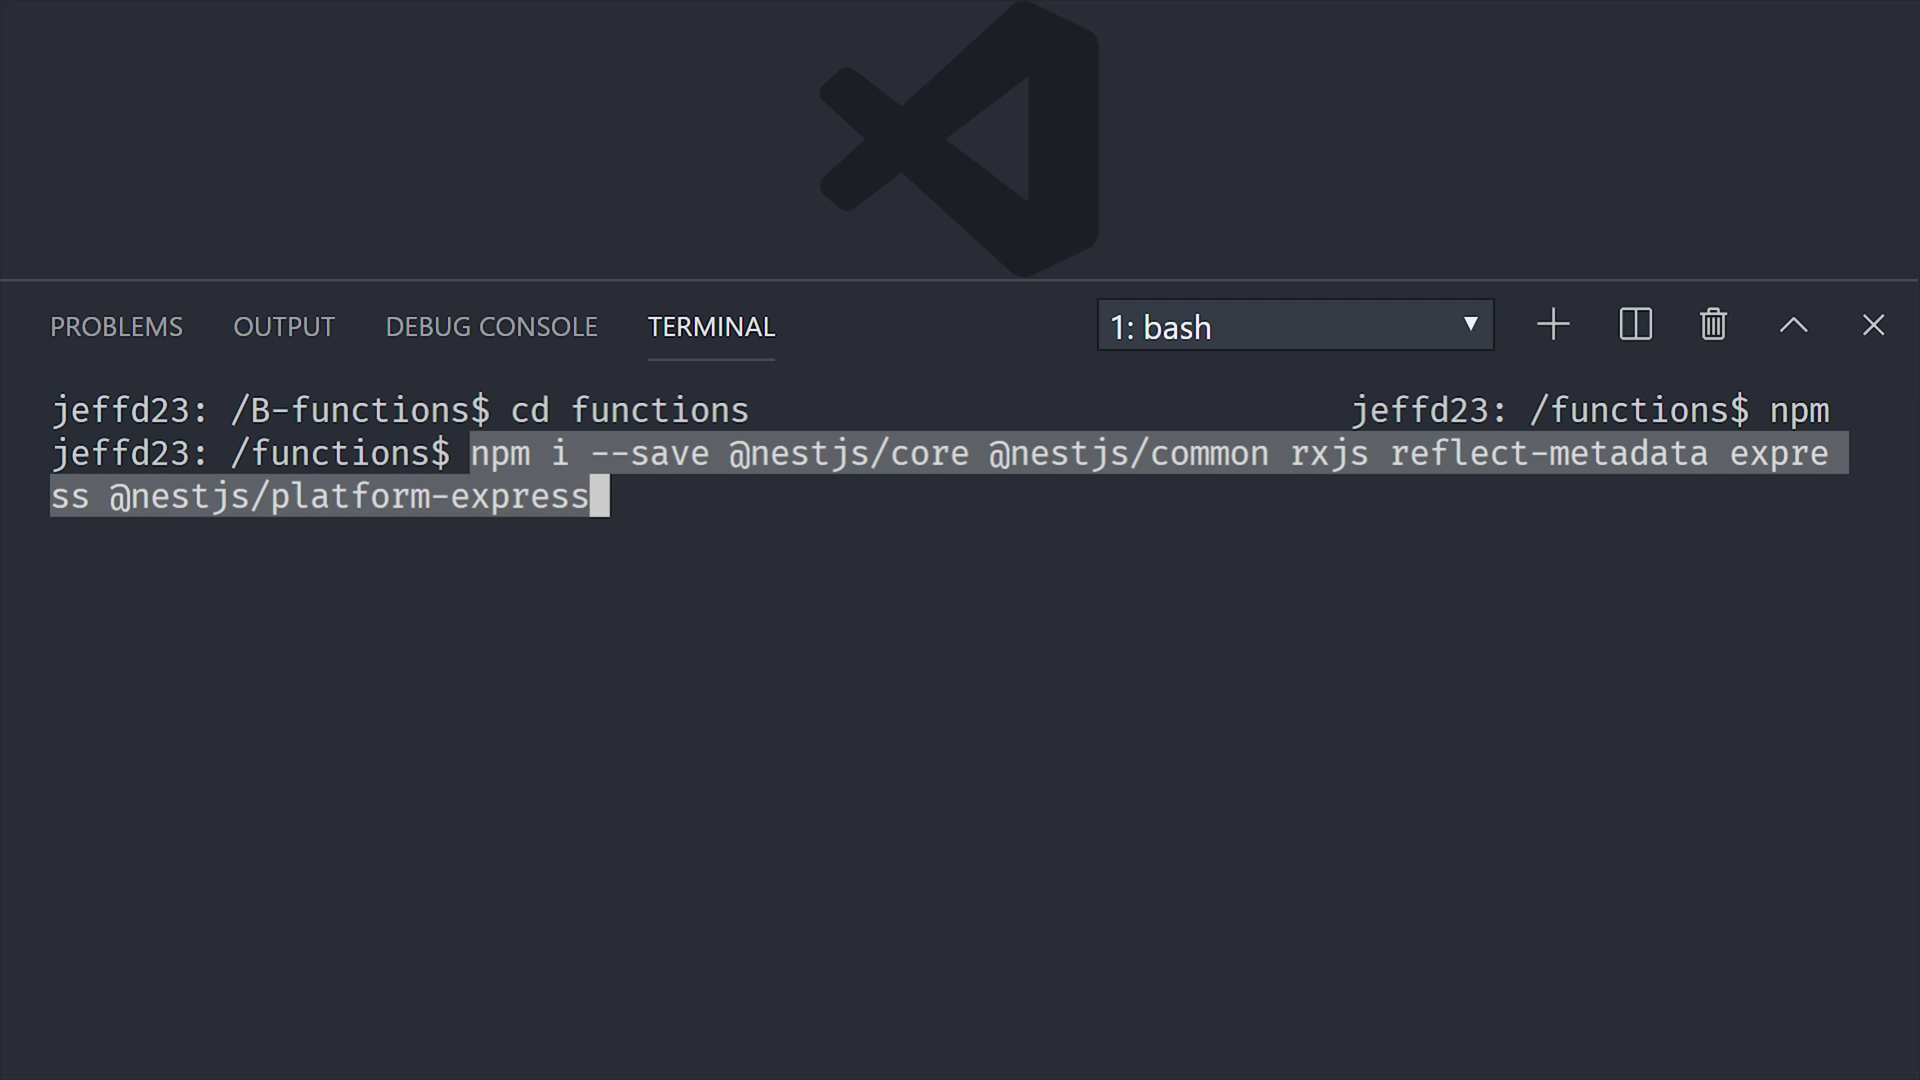 PROBLEMS OUTPUT DEBUG CONSOLE TERMINAL 1: bash
jeffd23: /B-functions$ cd functions jeffd23: /functions$ npm
jeffd23: /functions$ npm i --save @nestjs/core @nestjs/common rxjs reflect-metadata expre
ss @nestjs/platform-express